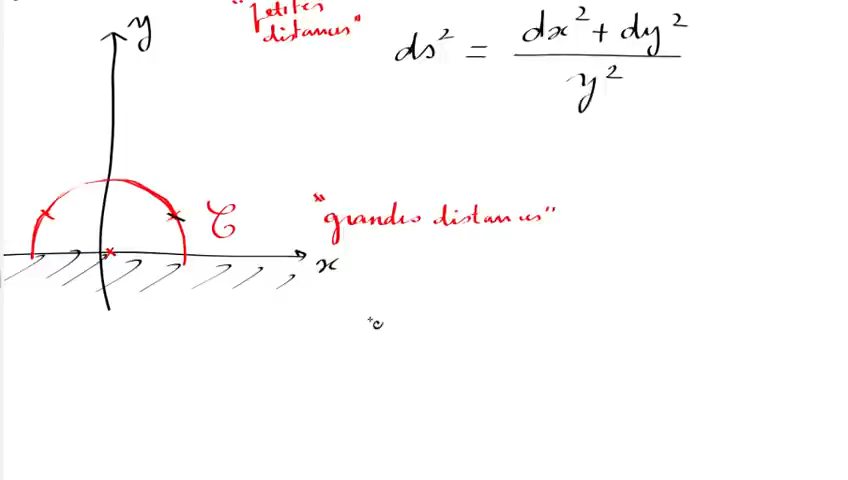 "petites
distances"
y
ds² = dx² + dy² / y²
C
"grandes distances"
x